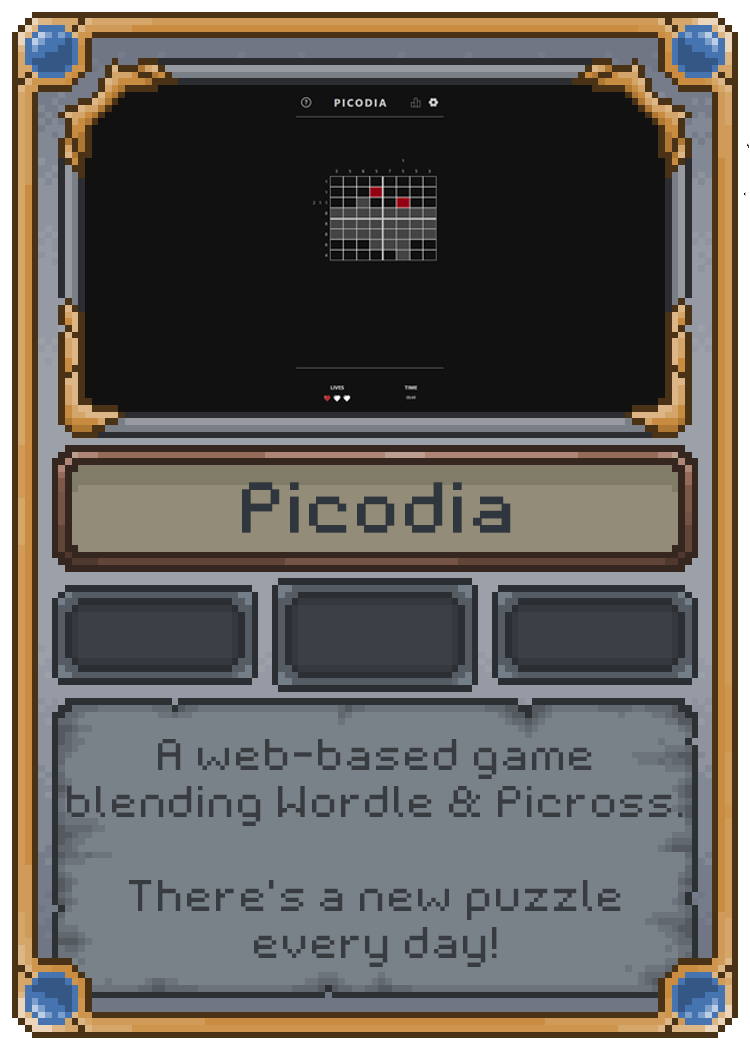 PICODIA
LIVES
TIME
Picodia
A web-based game
blending Wordle & Picross.
There's a new puzzle
every day!